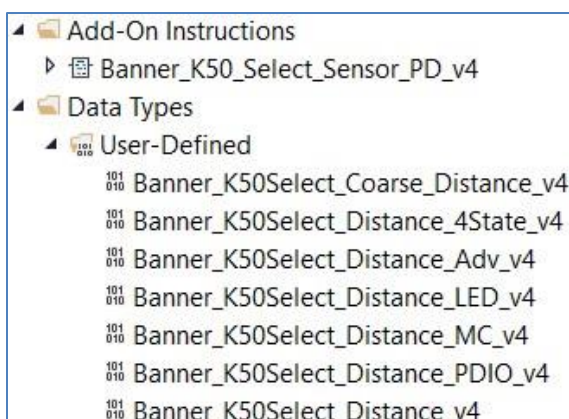 Add-On Instructions
Banner_K50_Select_Sensor_PD_v4
Data Types
User-Defined
Banner_K50Select_Coarse_Distance_v4
Banner_K50Select_Distance_4State_v4
Banner_K50Select_Distance_Adv_v4
Banner_K50Select_Distance_LED_v4
Banner_K50Select_Distance_MC_v4
Banner_K50Select_Distance_PDIO_v4
Banner_K50Select_Distance_v4